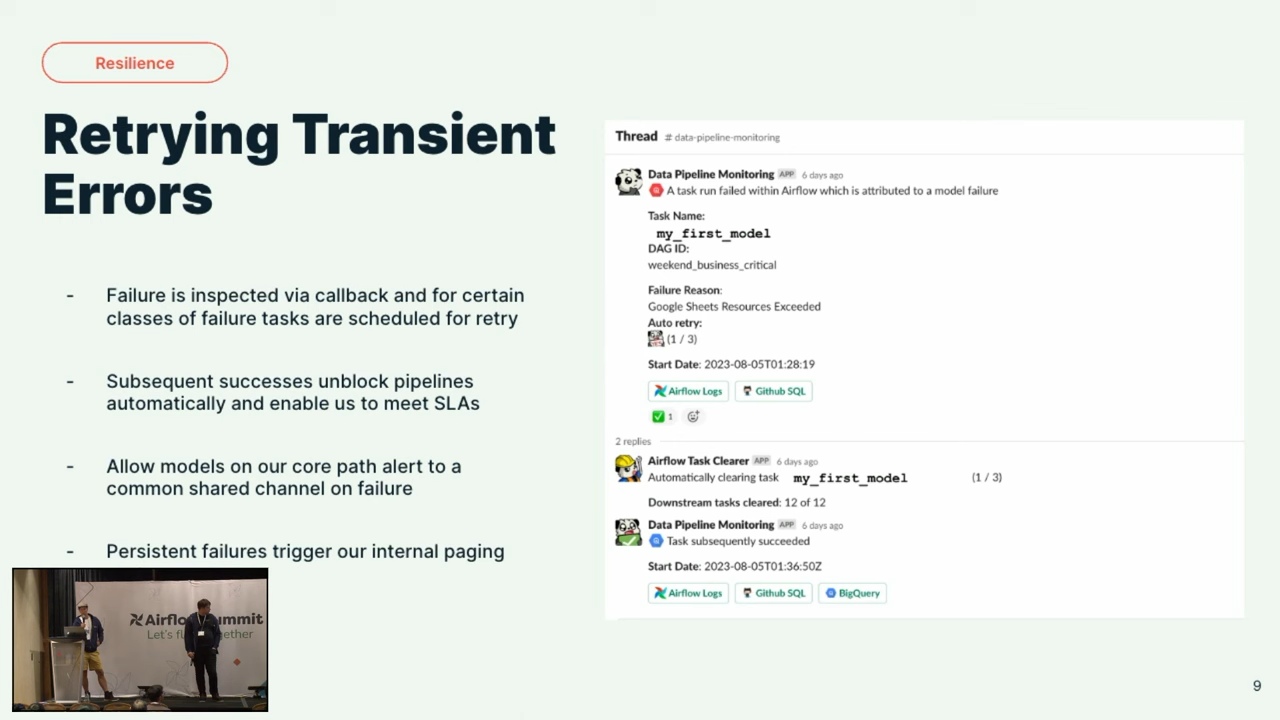 Resilience
Retrying Transient
Errors
- Failure is inspected via callback and for certain
classes of failure tasks are scheduled for retry
- Subsequent successes unblock pipelines
automatically and enable us to meet SLAs
- Allow models on our core path alert to a
common shared channel on failure
- Persistent failures trigger our internal paging
Thread # data-pipeline-monitoring
Data Pipeline Monitoring APP 6 days ago
A task run failed within Airflow which is attributed to a model failure
Task Name:
my_first_model
DAG ID:
weekend_business_critical
Failure Reason:
Google Sheets Resources Exceeded
Auto retry:
(1 / 3)
Start Date: 2023-08-05T01:28:19
Airflow Logs Github SQL
1
2 replies
Airflow Task Clearer APP 6 days ago
Automatically clearing task my_first_model (1 / 3)
Downstream tasks cleared: 12 of 12
Data Pipeline Monitoring APP 6 days ago
Task subsequently succeeded
Start Date: 2023-08-05T01:36:50Z
Airflow Logs Github SQL BigQuery
Let's
9